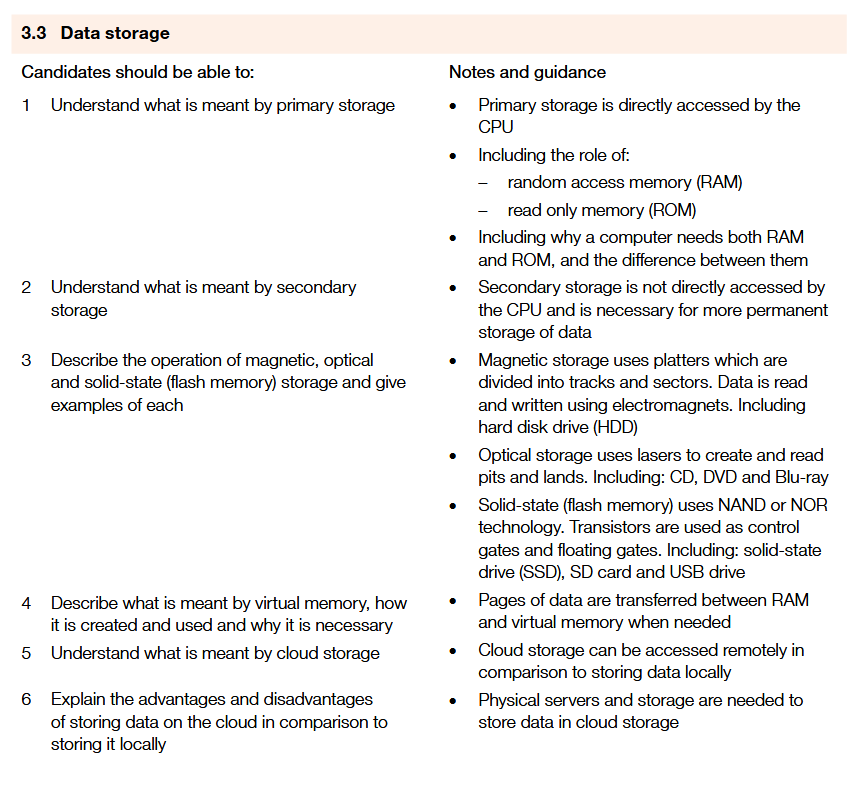 3.3 Data storage
Candidates should be able to:
Notes and guidance
1 Understand what is meant by primary storage
• Primary storage is directly accessed by the
CPU
• Including the role of:
– random access memory (RAM)
– read only memory (ROM)
• Including why a computer needs both RAM
and ROM, and the difference between them
2 Understand what is meant by secondary
storage
• Secondary storage is not directly accessed by
the CPU and is necessary for more permanent
storage of data
3 Describe the operation of magnetic, optical
and solid-state (flash memory) storage and give
examples of each
• Magnetic storage uses platters which are
divided into tracks and sectors. Data is read
and written using electromagnets. Including
hard disk drive (HDD)
• Optical storage uses lasers to create and read
pits and lands. Including: CD, DVD and Blu-ray
• Solid-state (flash memory) uses NAND or NOR
technology. Transistors are used as control
gates and floating gates. Including: solid-state
drive (SSD), SD card and USB drive
4 Describe what is meant by virtual memory, how
it is created and used and why it is necessary
• Pages of data are transferred between RAM
and virtual memory when needed
5 Understand what is meant by cloud storage
• Cloud storage can be accessed remotely in
comparison to storing data locally
6 Explain the advantages and disadvantages
of storing data on the cloud in comparison to
storing it locally
• Physical servers and storage are needed to
store data in cloud storage